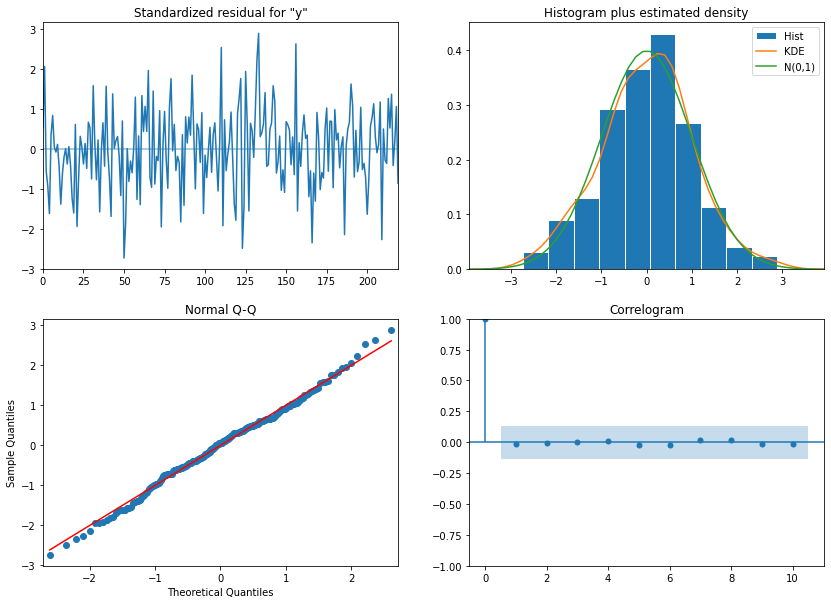 Standardized residual for "y"
3
2
1
0
−1
−2
−3
0 25 50 75 100 125 150 175 200
Histogram plus estimated density
Hist
KDE
N(0,1)
0.4
0.3
0.2
0.1
0.0
−3 −2 −1 0 1 2 3
Normal Q-Q
Sample Quantiles
3
2
1
0
−1
−2
−3
−2 −1 0 1 2
Theoretical Quantiles
Correlogram
1.00
0.75
0.50
0.25
0.00
−0.25
−0.50
−0.75
−1.00
0 2 4 6 8 10